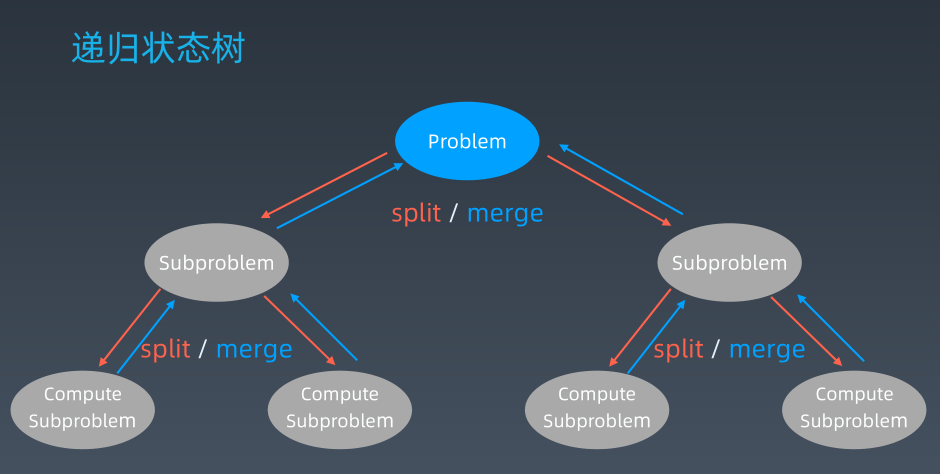 递归状态树
Problem
split / merge
Subproblem
Subproblem
split / merge
split / merge
Compute
Subproblem
Compute
Subproblem
Compute
Subproblem
Compute
Subproblem